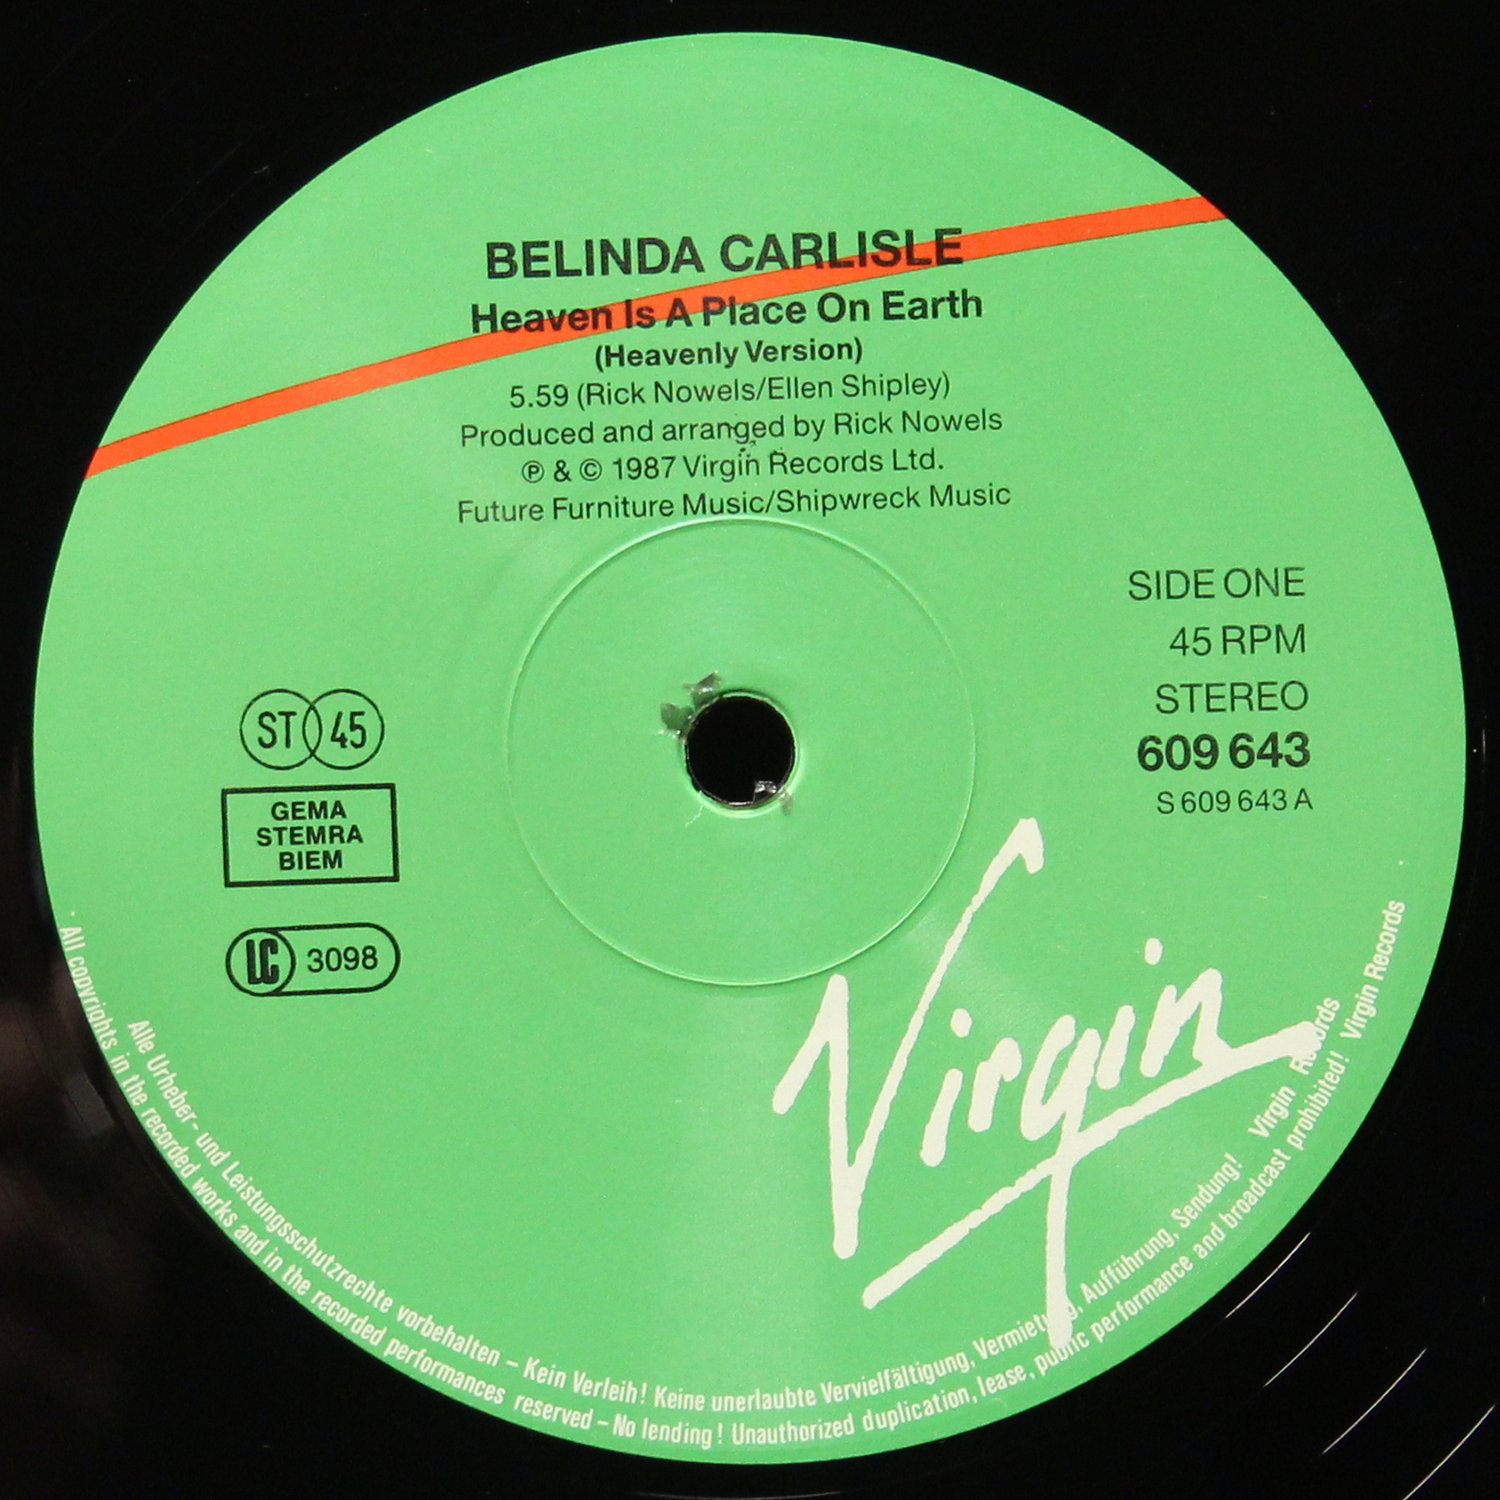 BELINDA CARLISLE
Heaven Is A Place On Earth
(Heavenly Version)
5.59 (Rick Nowels/Ellen Shipley)
Produced and arranged by Rick Nowels
℗ & © 1987 Virgin Records Ltd.
Future Furniture Music/Shipwreck Music
SIDE ONE
45 RPM
STEREO
609 643
S 609 643 A
ST 45
GEMA
STEMRA
BIEM
LC 3098
Virgin
Alle Urheber- und Leistungsschutzrechte vorbehalten – Kein Verleih! Keine unerlaubte Vervielfältigung, Vermietung, Aufführung, Sendung! Virgin Records
All copyrights in the recorded works and in the recorded performances reserved – No lending! Unauthorized duplication, lease, public performance and broadcast prohibited! Virgin Records